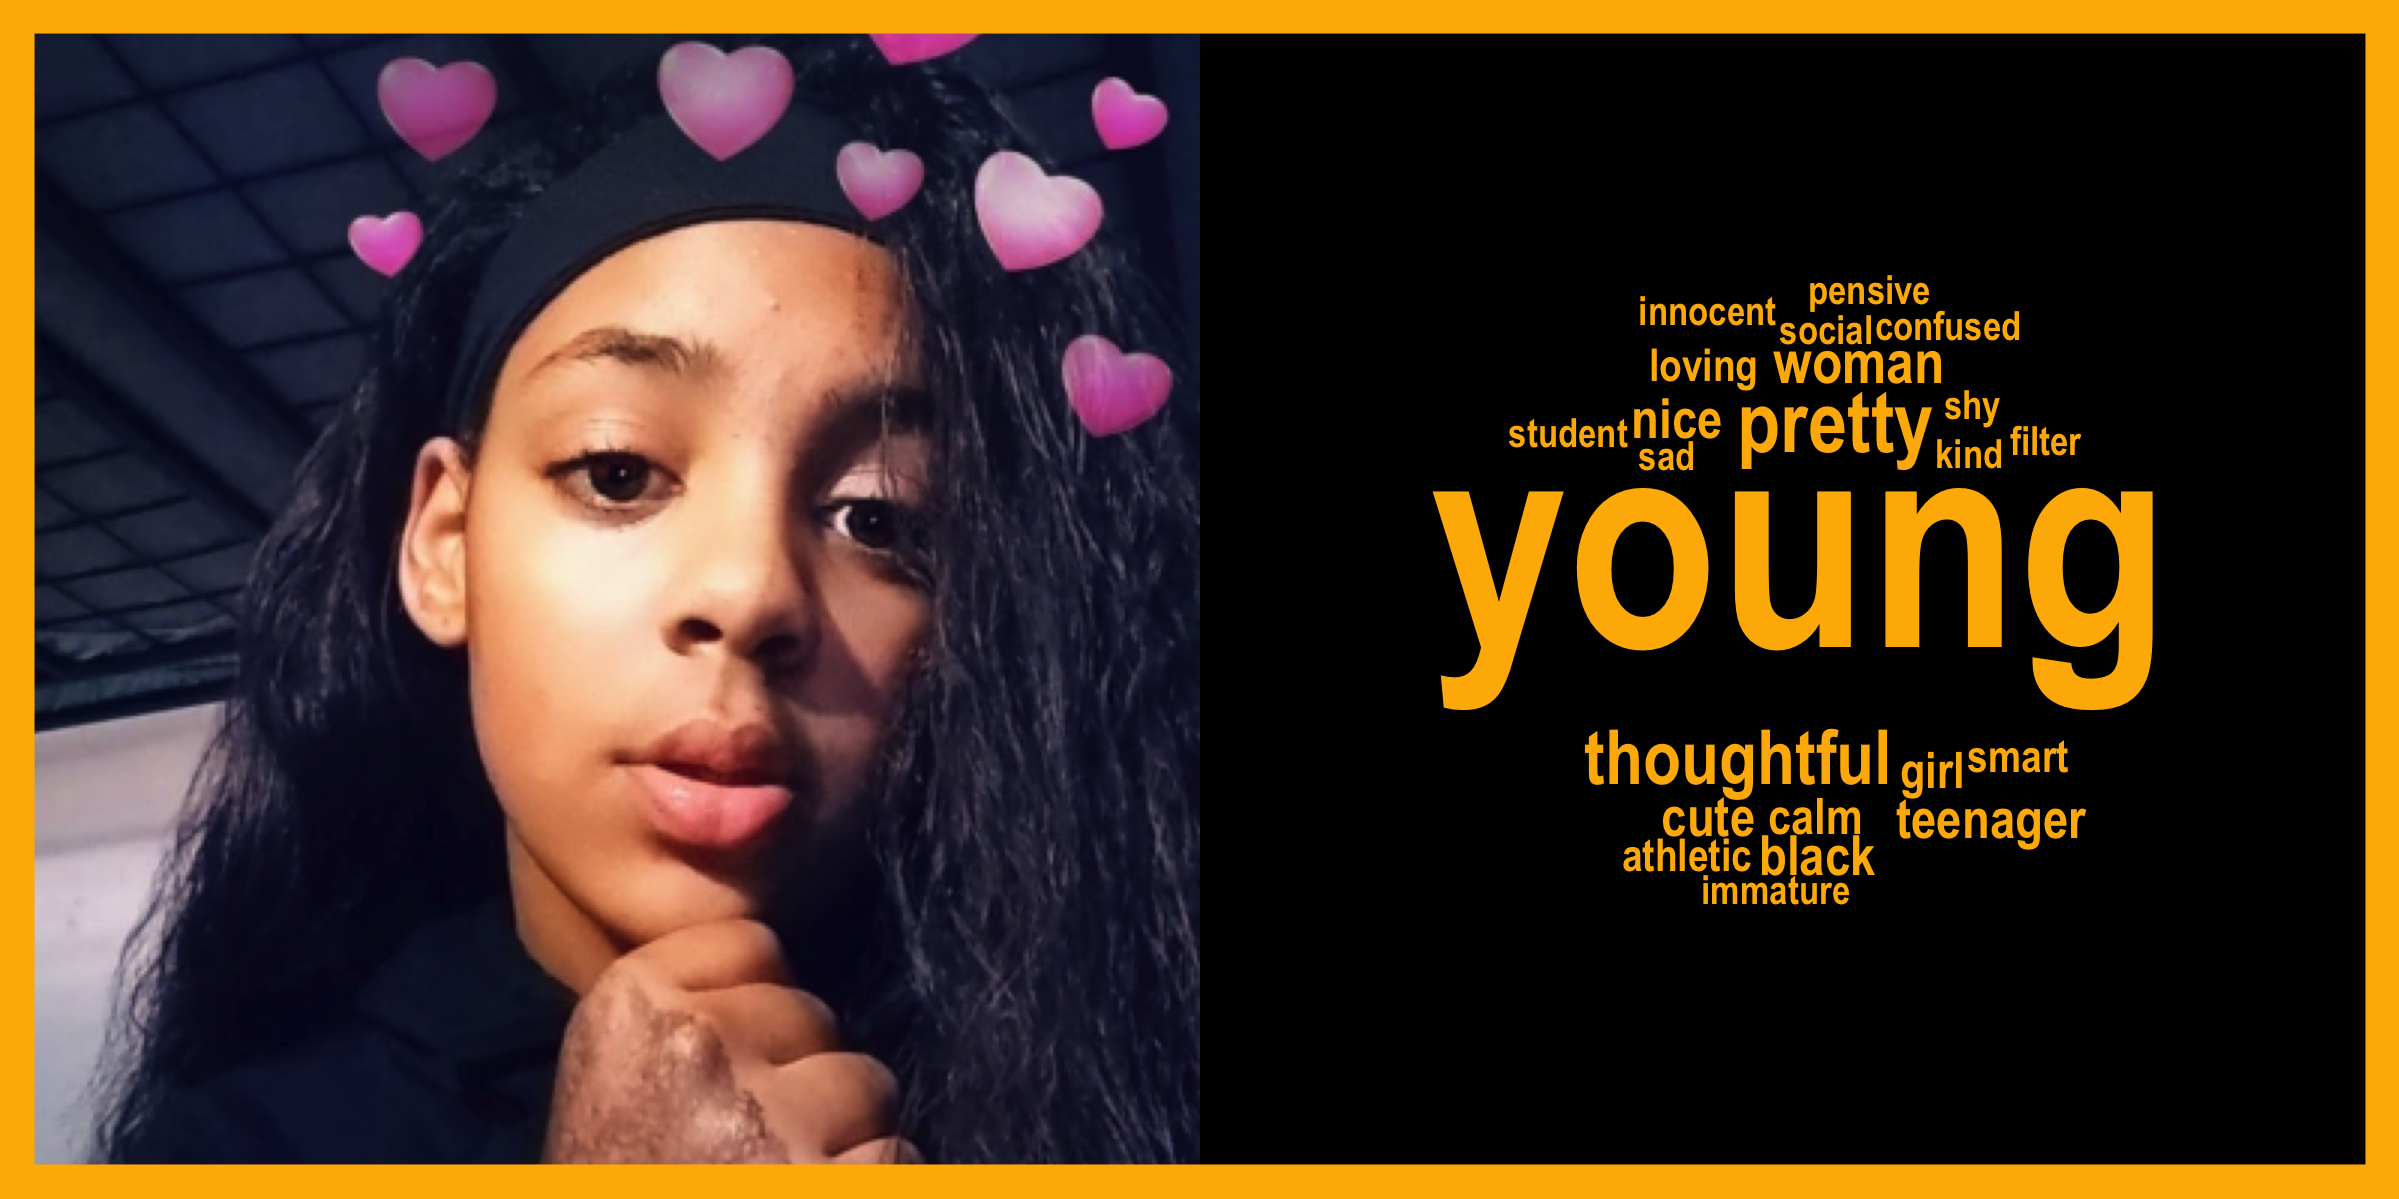 pensive
innocent
social confused
loving woman
student nice pretty shy
sad kind filter
young
thoughtful girl smart
cute calm teenager
athletic black
immature